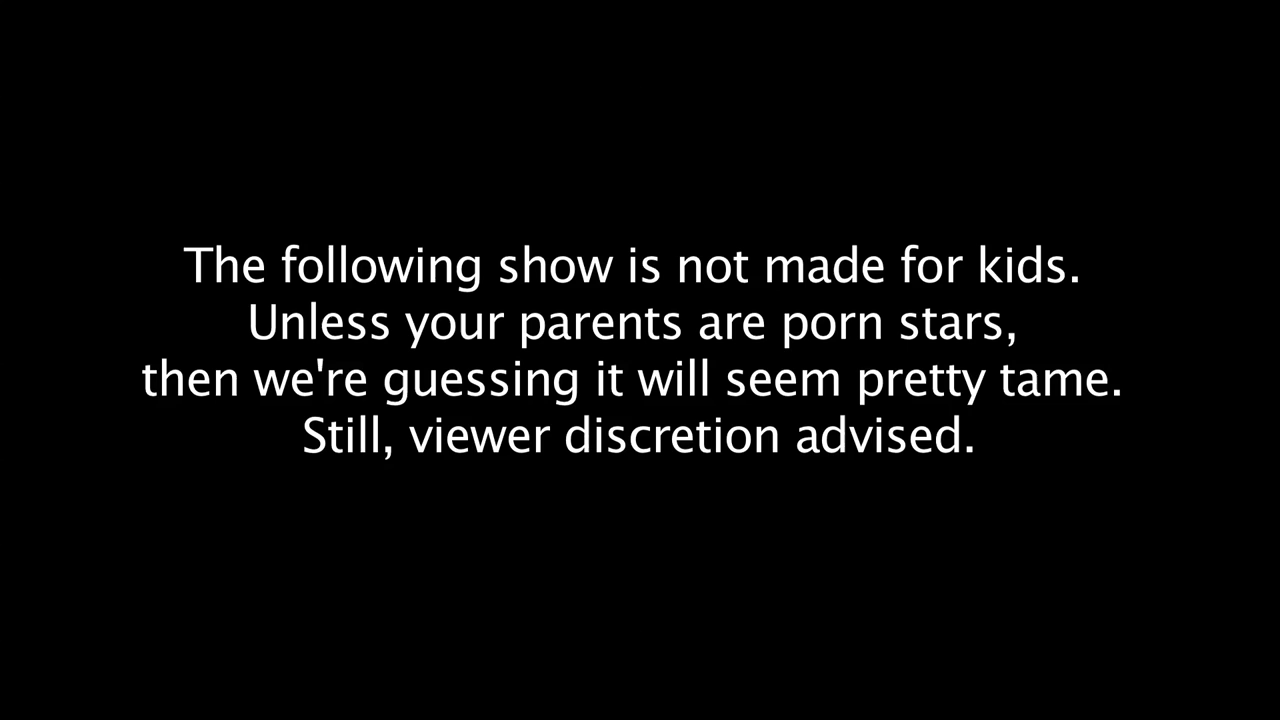 The following show is not made for kids.
Unless your parents are porn stars,
then we're guessing it will seem pretty tame.
Still, viewer discretion advised.